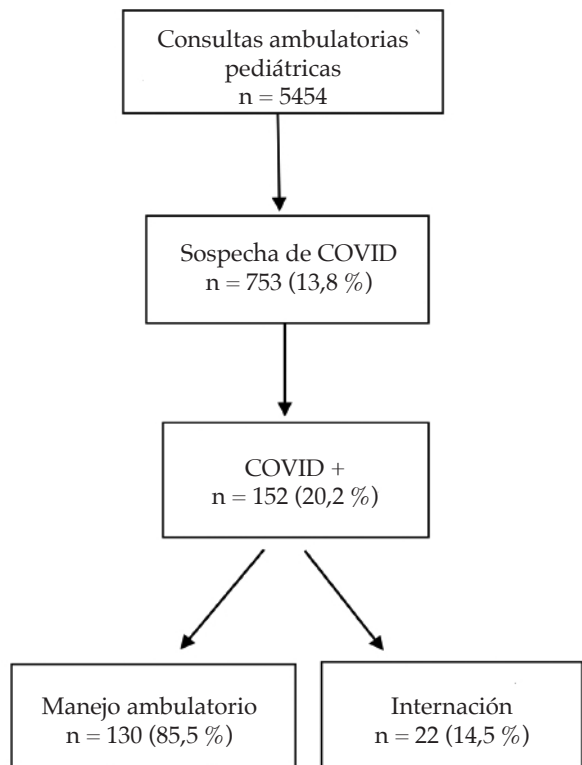 Consultas ambulatorias `
pediátricas
n = 5454
Sospecha de COVID
n = 753 (13,8 %)
COVID +
n = 152 (20,2 %)
Manejo ambulatorio
n = 130 (85,5 %)
Internación
n = 22 (14,5 %)